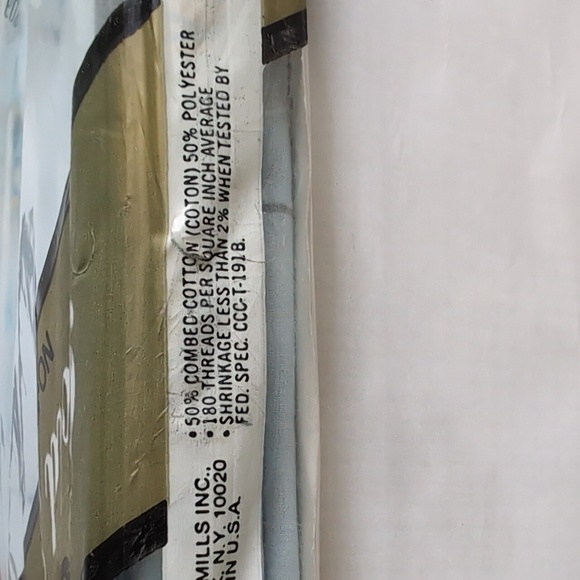 • 50% COMBED COTTON (COTON) 50% POLYESTER
• 180 THREADS PER SQUARE INCH AVERAGE
• SHRINKAGE LESS THAN 2% WHEN TESTED BY
FED. SPEC. CCC-T-191B.
MILLS INC.,
N.Y. 10020
IN U.S.A.